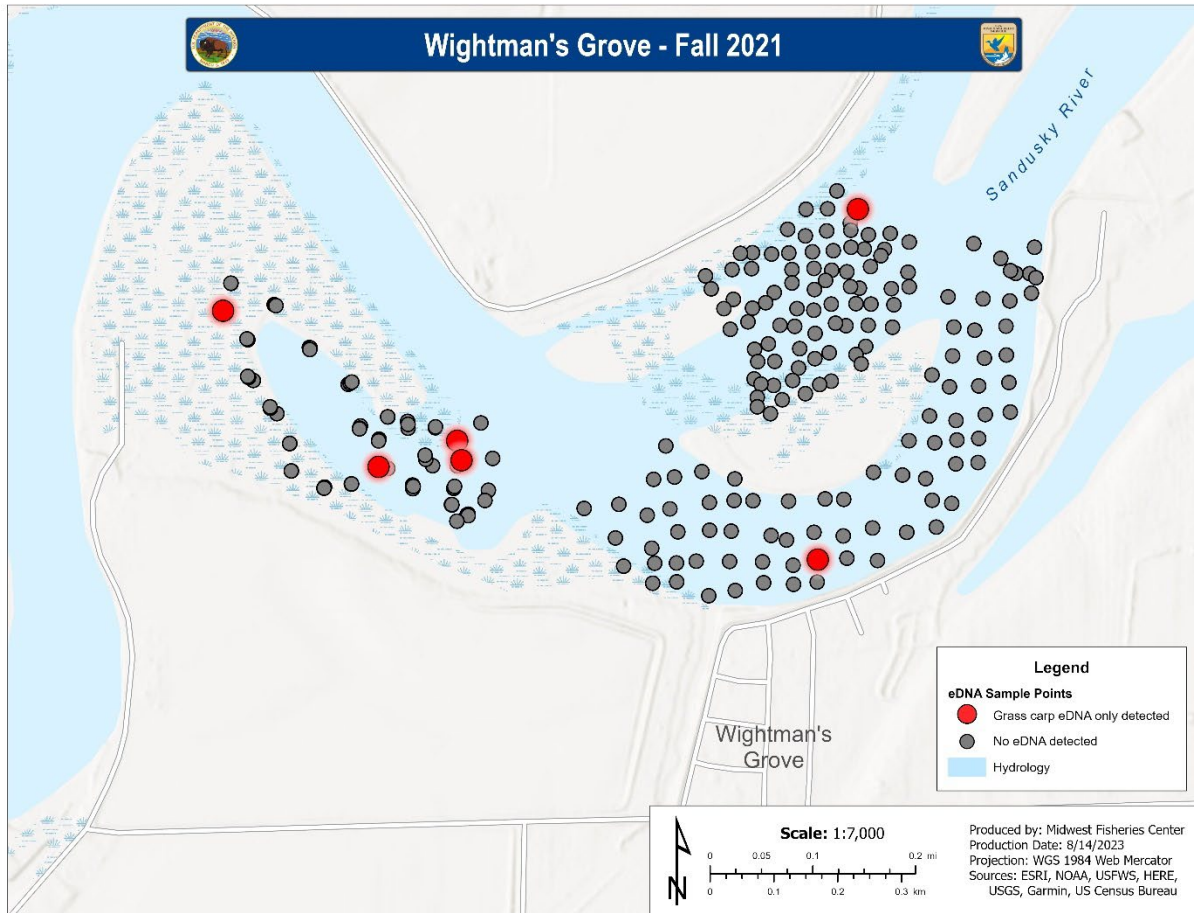 Wightman's Grove - Fall 2021
Sandusky River
Wightman's
Grove
Legend
eDNA Sample Points
Grass carp eDNA only detected
No eDNA detected
Hydrology
N
Scale: 1:7,000
0 0.05 0.1 0.2 mi
0 0.1 0.2 0.3 km
Produced by: Midwest Fisheries Center
Production Date: 8/14/2023
Projection: WGS 1984 Web Mercator
Sources: ESRI, NOAA, USFWS, HERE,
USGS, Garmin, US Census Bureau